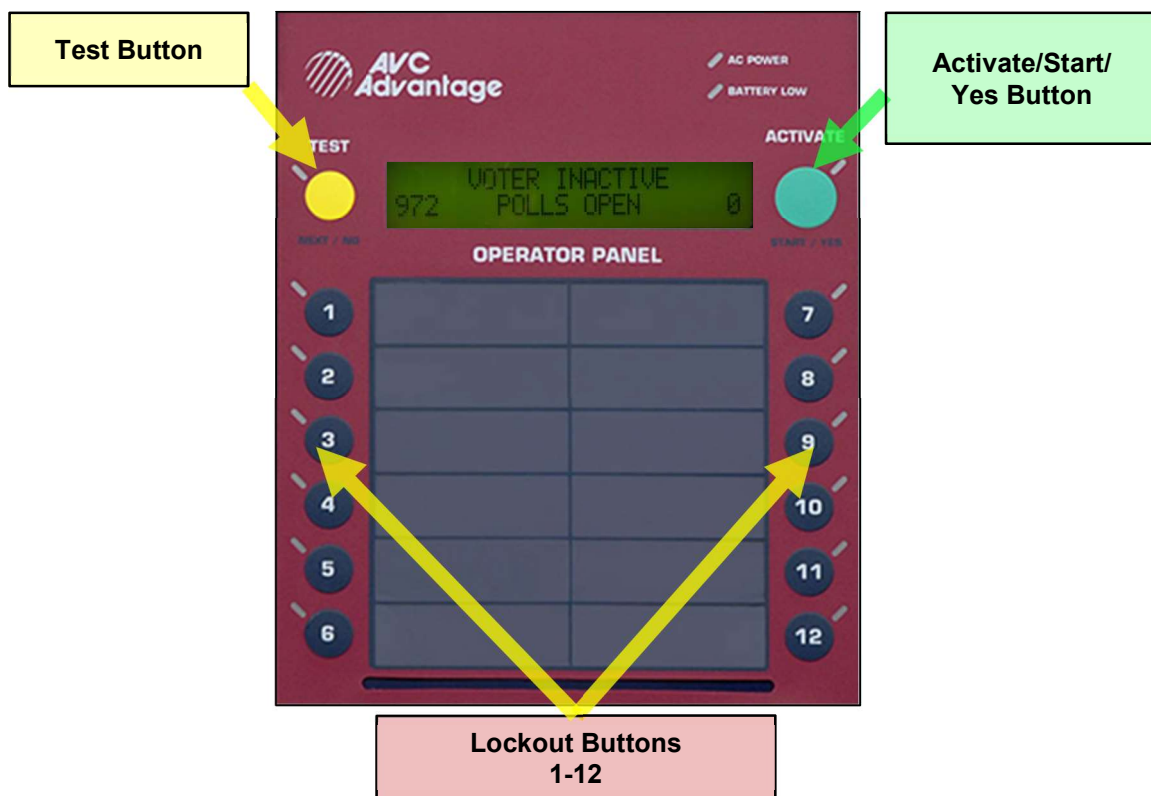 Test Button
Activate/Start/
Yes Button
AVC
Advantage
AC POWER
BATTERY LOW
TEST
ACTIVATE
VOTER INACTIVE
972 POLLS OPEN 0
NEXT / NO
START / YES
OPERATOR PANEL
1
7
2
8
3
9
4
10
5
11
6
12
Lockout Buttons
1-12